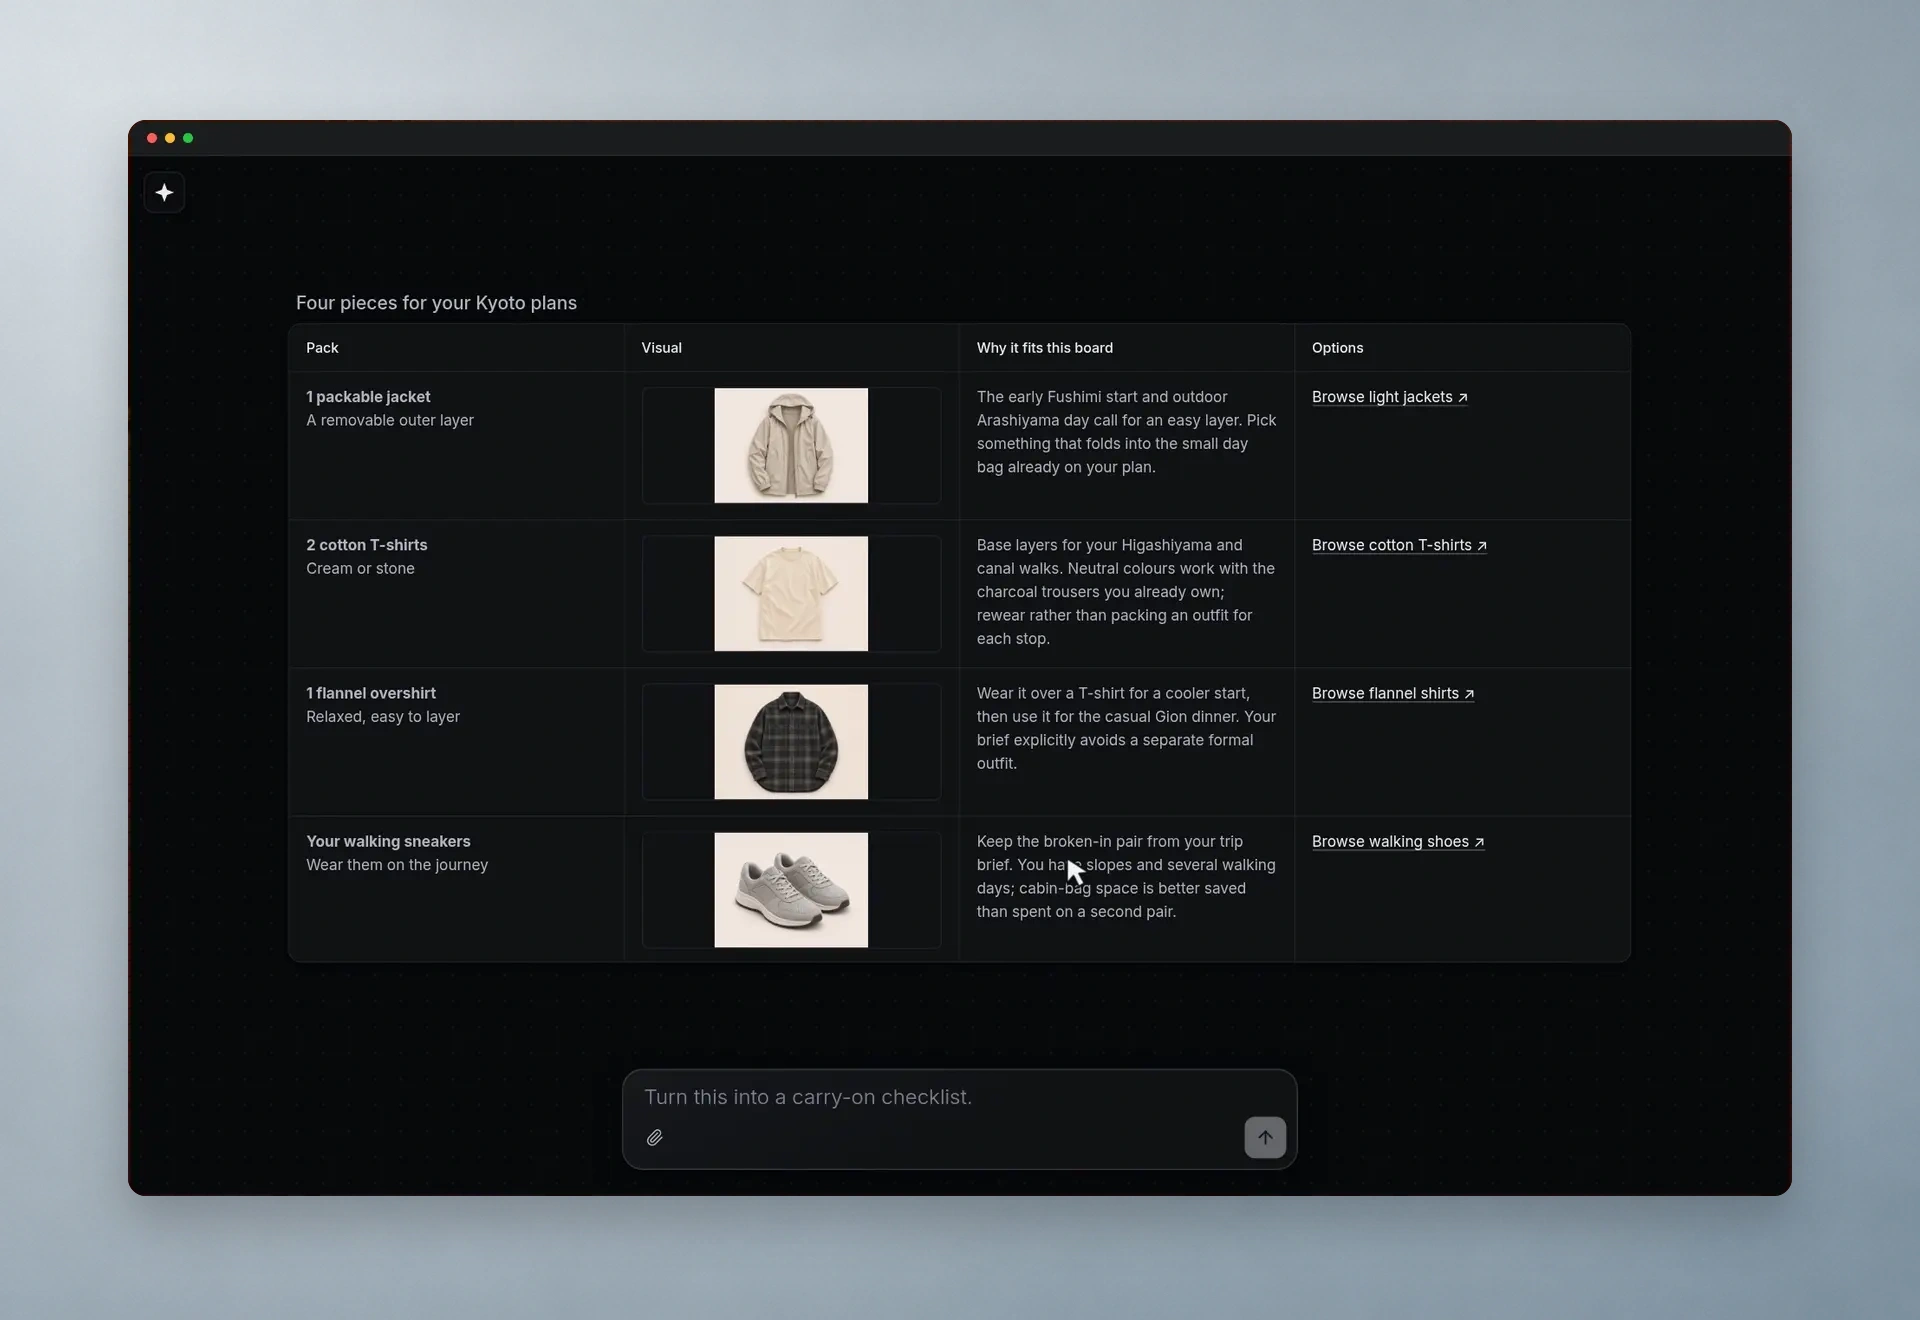 Four pieces for your Kyoto plans
Pack
Visual
Why it fits this board
Options
1 packable jacket
A removable outer layer
The early Fushimi start and outdoor
Arashiyama day call for an easy layer. Pick
something that folds into the small day
bag already on your plan.
Browse light jackets ↗
2 cotton T-shirts
Cream or stone
Base layers for your Higashiyama and
canal walks. Neutral colours work with the
charcoal trousers you already own;
rewear rather than packing an outfit for
each stop.
Browse cotton T-shirts ↗
1 flannel overshirt
Relaxed, easy to layer
Wear it over a T-shirt for a cooler start,
then use it for the casual Gion dinner. Your
brief explicitly avoids a separate formal
outfit.
Browse flannel shirts ↗
Your walking sneakers
Wear them on the journey
Keep the broken-in pair from your trip
brief. You have slopes and several walking
days; cabin-bag space is better saved
than spent on a second pair.
Browse walking shoes ↗
Turn this into a carry-on checklist.